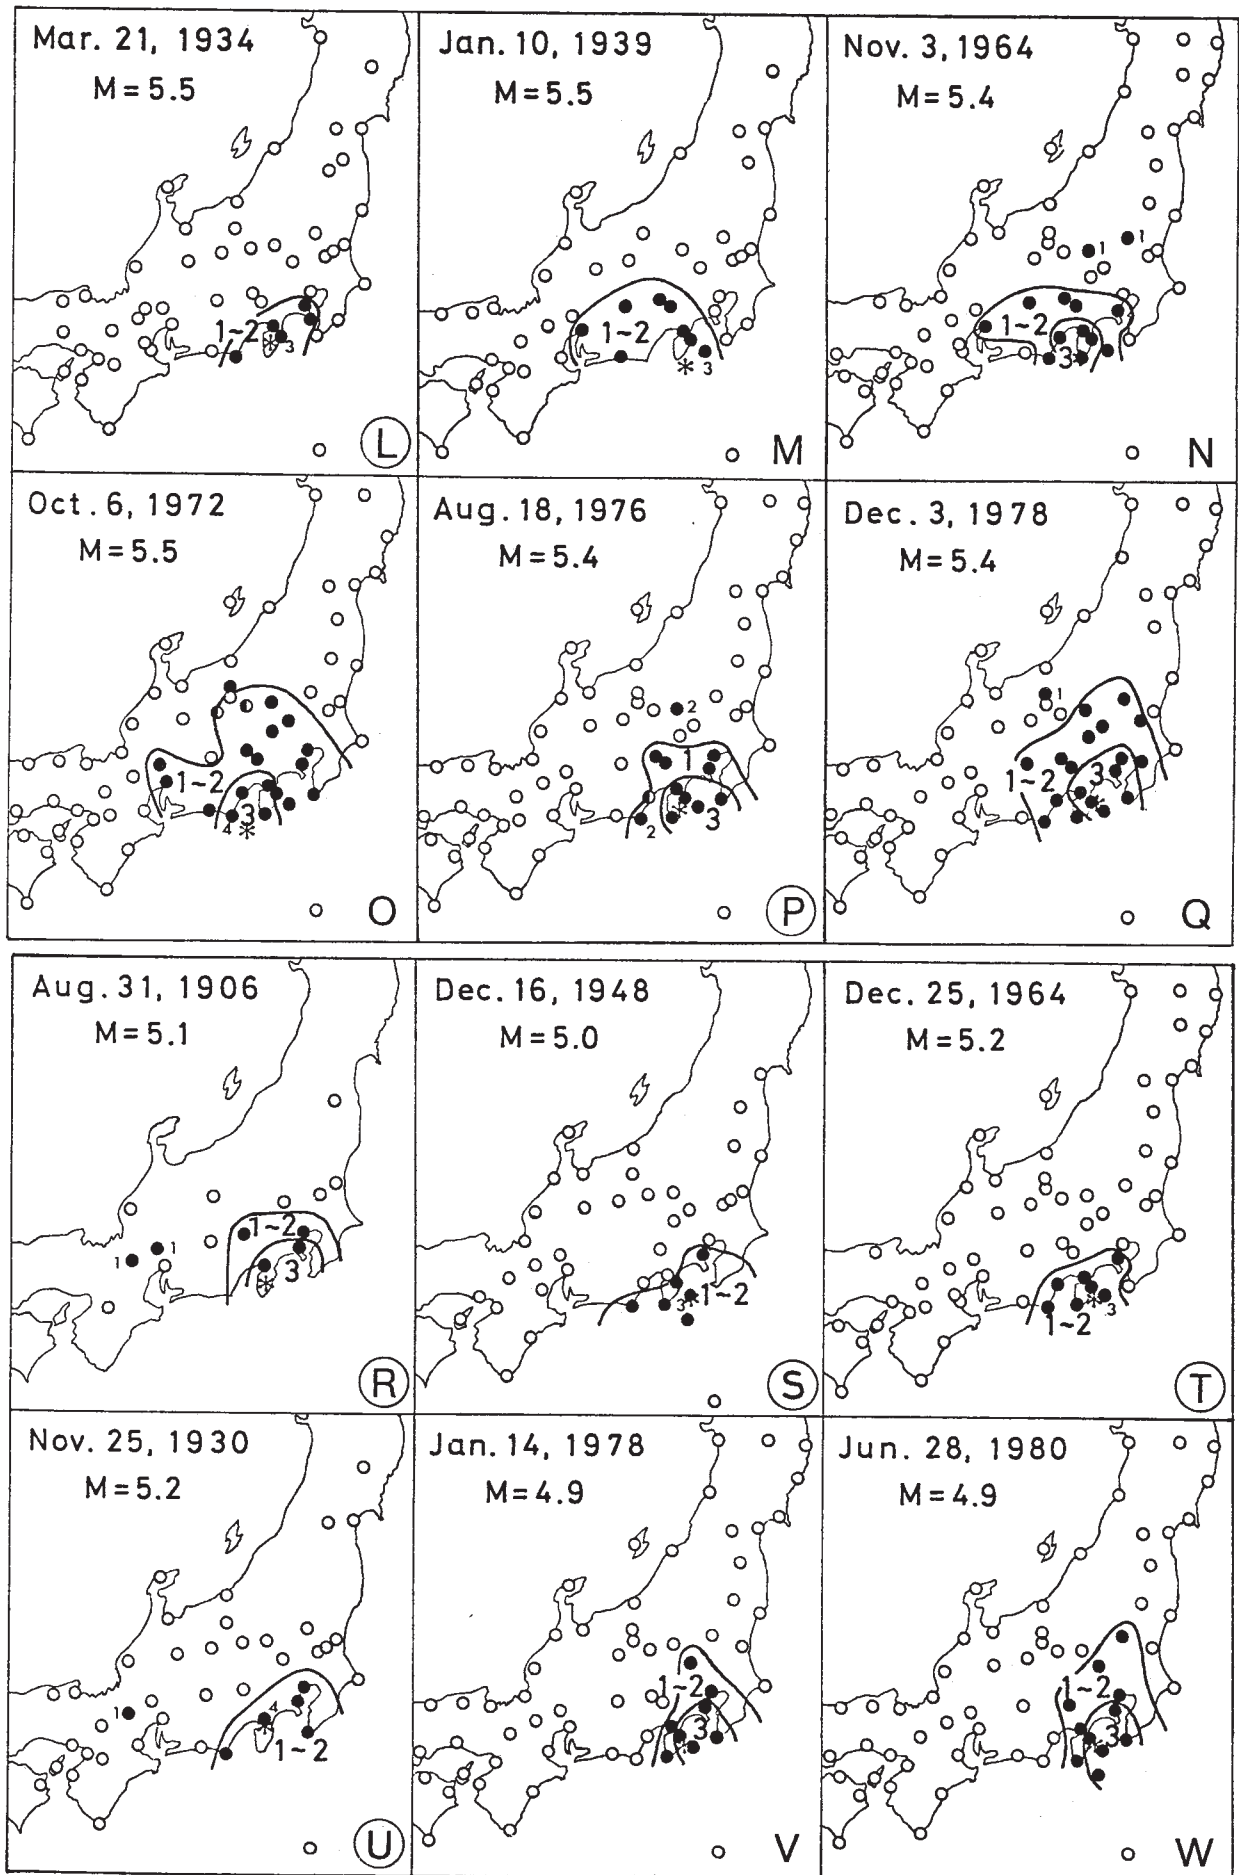 Mar. 21, 1934
M=5.5
1~2
3
L
Jan. 10, 1939
M=5.5
1~2
3
M
Nov. 3, 1964
M=5.4
1
1
1~2
3
N
Oct. 6, 1972
M=5.5
1~2
3
4
O
Aug. 18, 1976
M=5.4
2
1
3
2
P
Dec. 3, 1978
M=5.4
1
1~2
3
Q
Aug. 31, 1906
M=5.1
1~2
1
1
3
R
Dec. 16, 1948
M=5.0
1~2
3
S
Dec. 25, 1964
M=5.2
3
1~2
T
Nov. 25, 1930
M=5.2
1
4
1~2
U
Jan. 14, 1978
M=4.9
1~2
3
V
Jun. 28, 1980
M=4.9
1~2
3
W